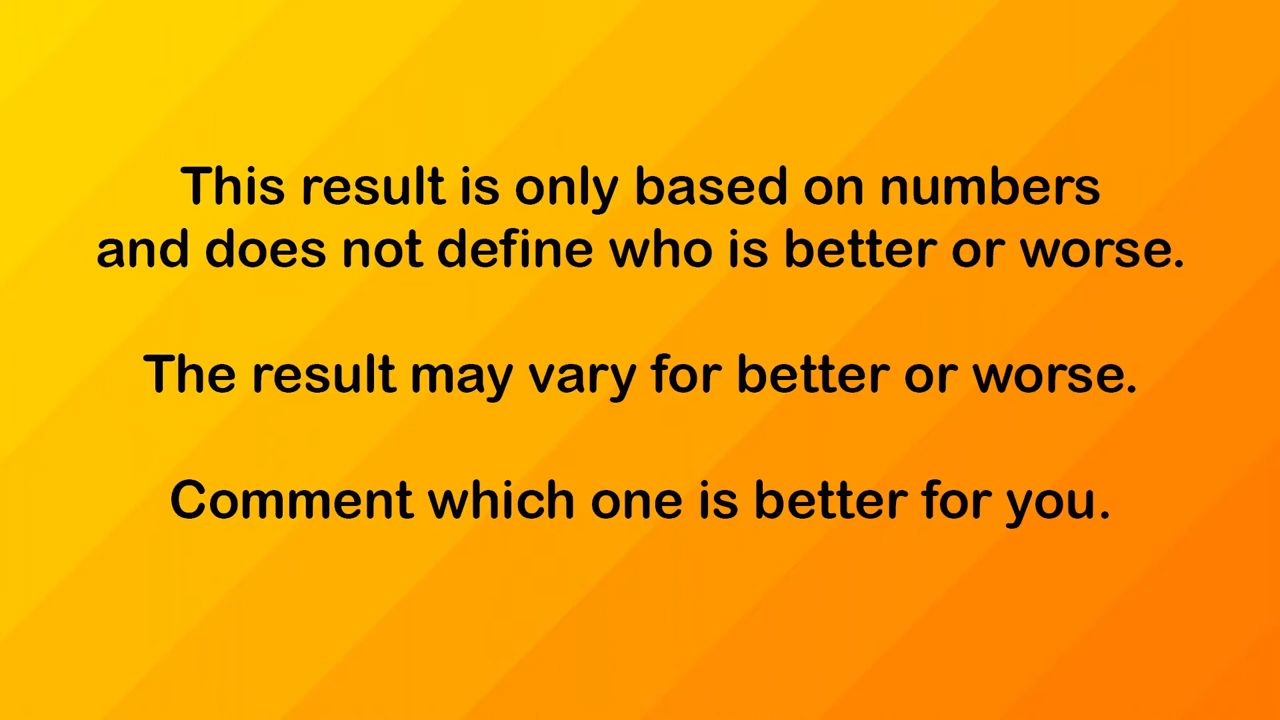 This result is only based on numbers
and does not define who is better or worse.
The result may vary for better or worse.
Comment which one is better for you.